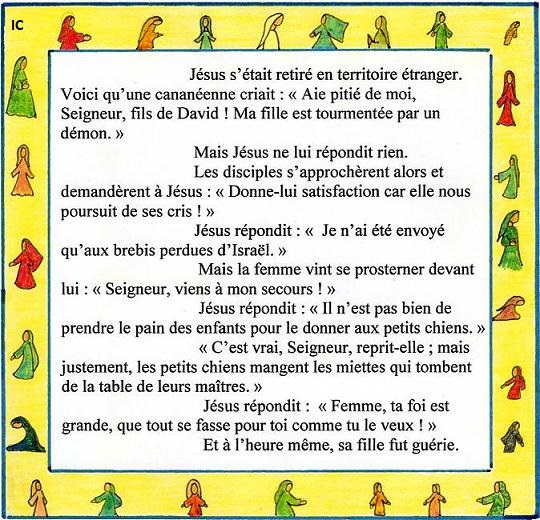 IC
Jésus s'était retiré en territoire étranger.
Voici qu'une cananéenne criait : « Aie pitié de moi,
Seigneur, fils de David ! Ma fille est tourmentée par un
démon. »
Mais Jésus ne lui répondit rien.
Les disciples s'approchèrent alors et
demandèrent à Jésus : « Donne-lui satisfaction car elle nous
poursuit de ses cris ! »
Jésus répondit : « Je n'ai été envoyé
qu'aux brebis perdues d'Israël. »
Mais la femme vint se prosterner devant
lui : « Seigneur, viens à mon secours ! »
Jésus répondit : « Il n'est pas bien de
prendre le pain des enfants pour le donner aux petits chiens. »
« C'est vrai, Seigneur, reprit-elle ; mais
justement, les petits chiens mangent les miettes qui tombent
de la table de leurs maîtres. »
Jésus répondit : « Femme, ta foi est
grande, que tout se fasse pour toi comme tu le veux ! »
Et à l'heure même, sa fille fut guérie.